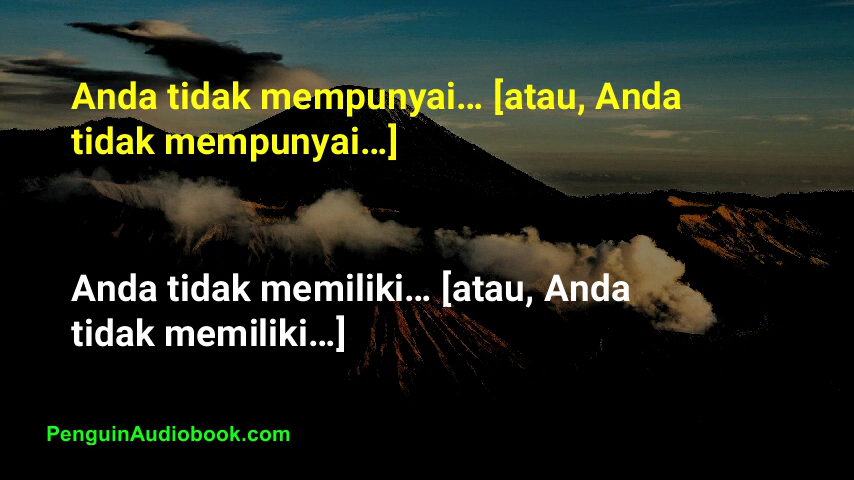 Anda tidak mempunyai… [atau, Anda
tidak mempunyai…]
Anda tidak memiliki… [atau, Anda
tidak memiliki…]
PenguinAudiobook.com